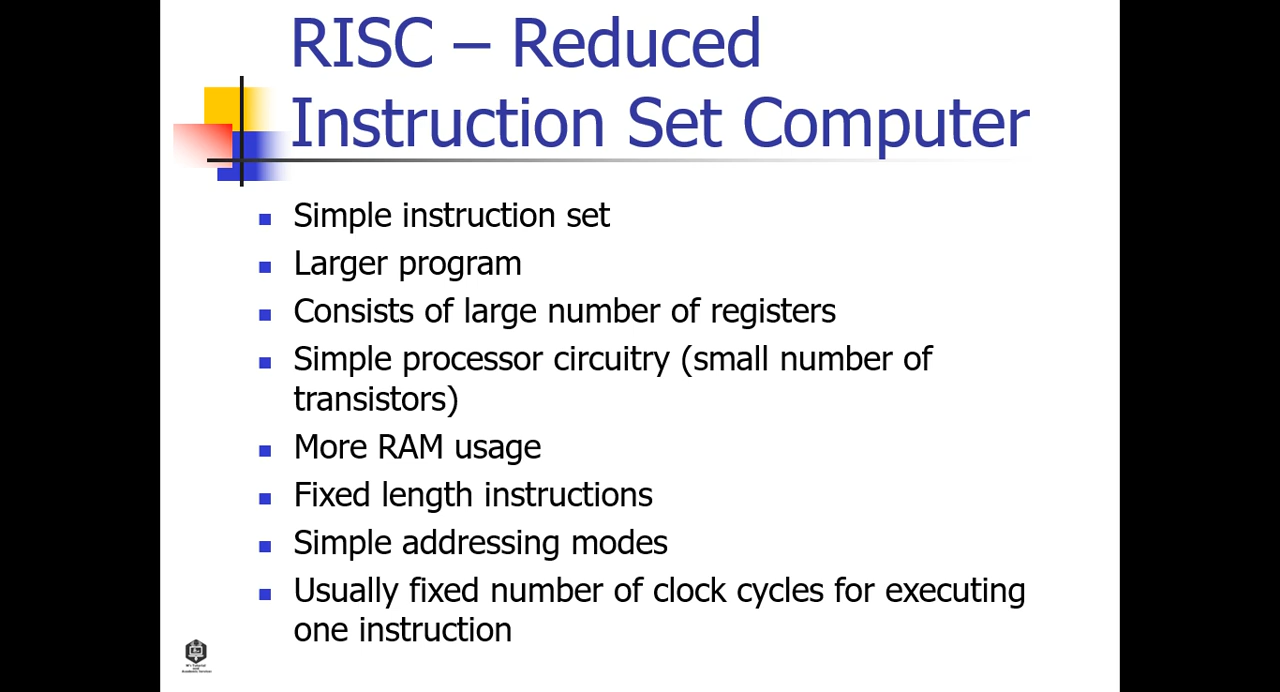 RISC – Reduced
Instruction Set Computer
Simple instruction set
Larger program
Consists of large number of registers
Simple processor circuitry (small number of
transistors)
More RAM usage
Fixed length instructions
Simple addressing modes
Usually fixed number of clock cycles for executing
one instruction